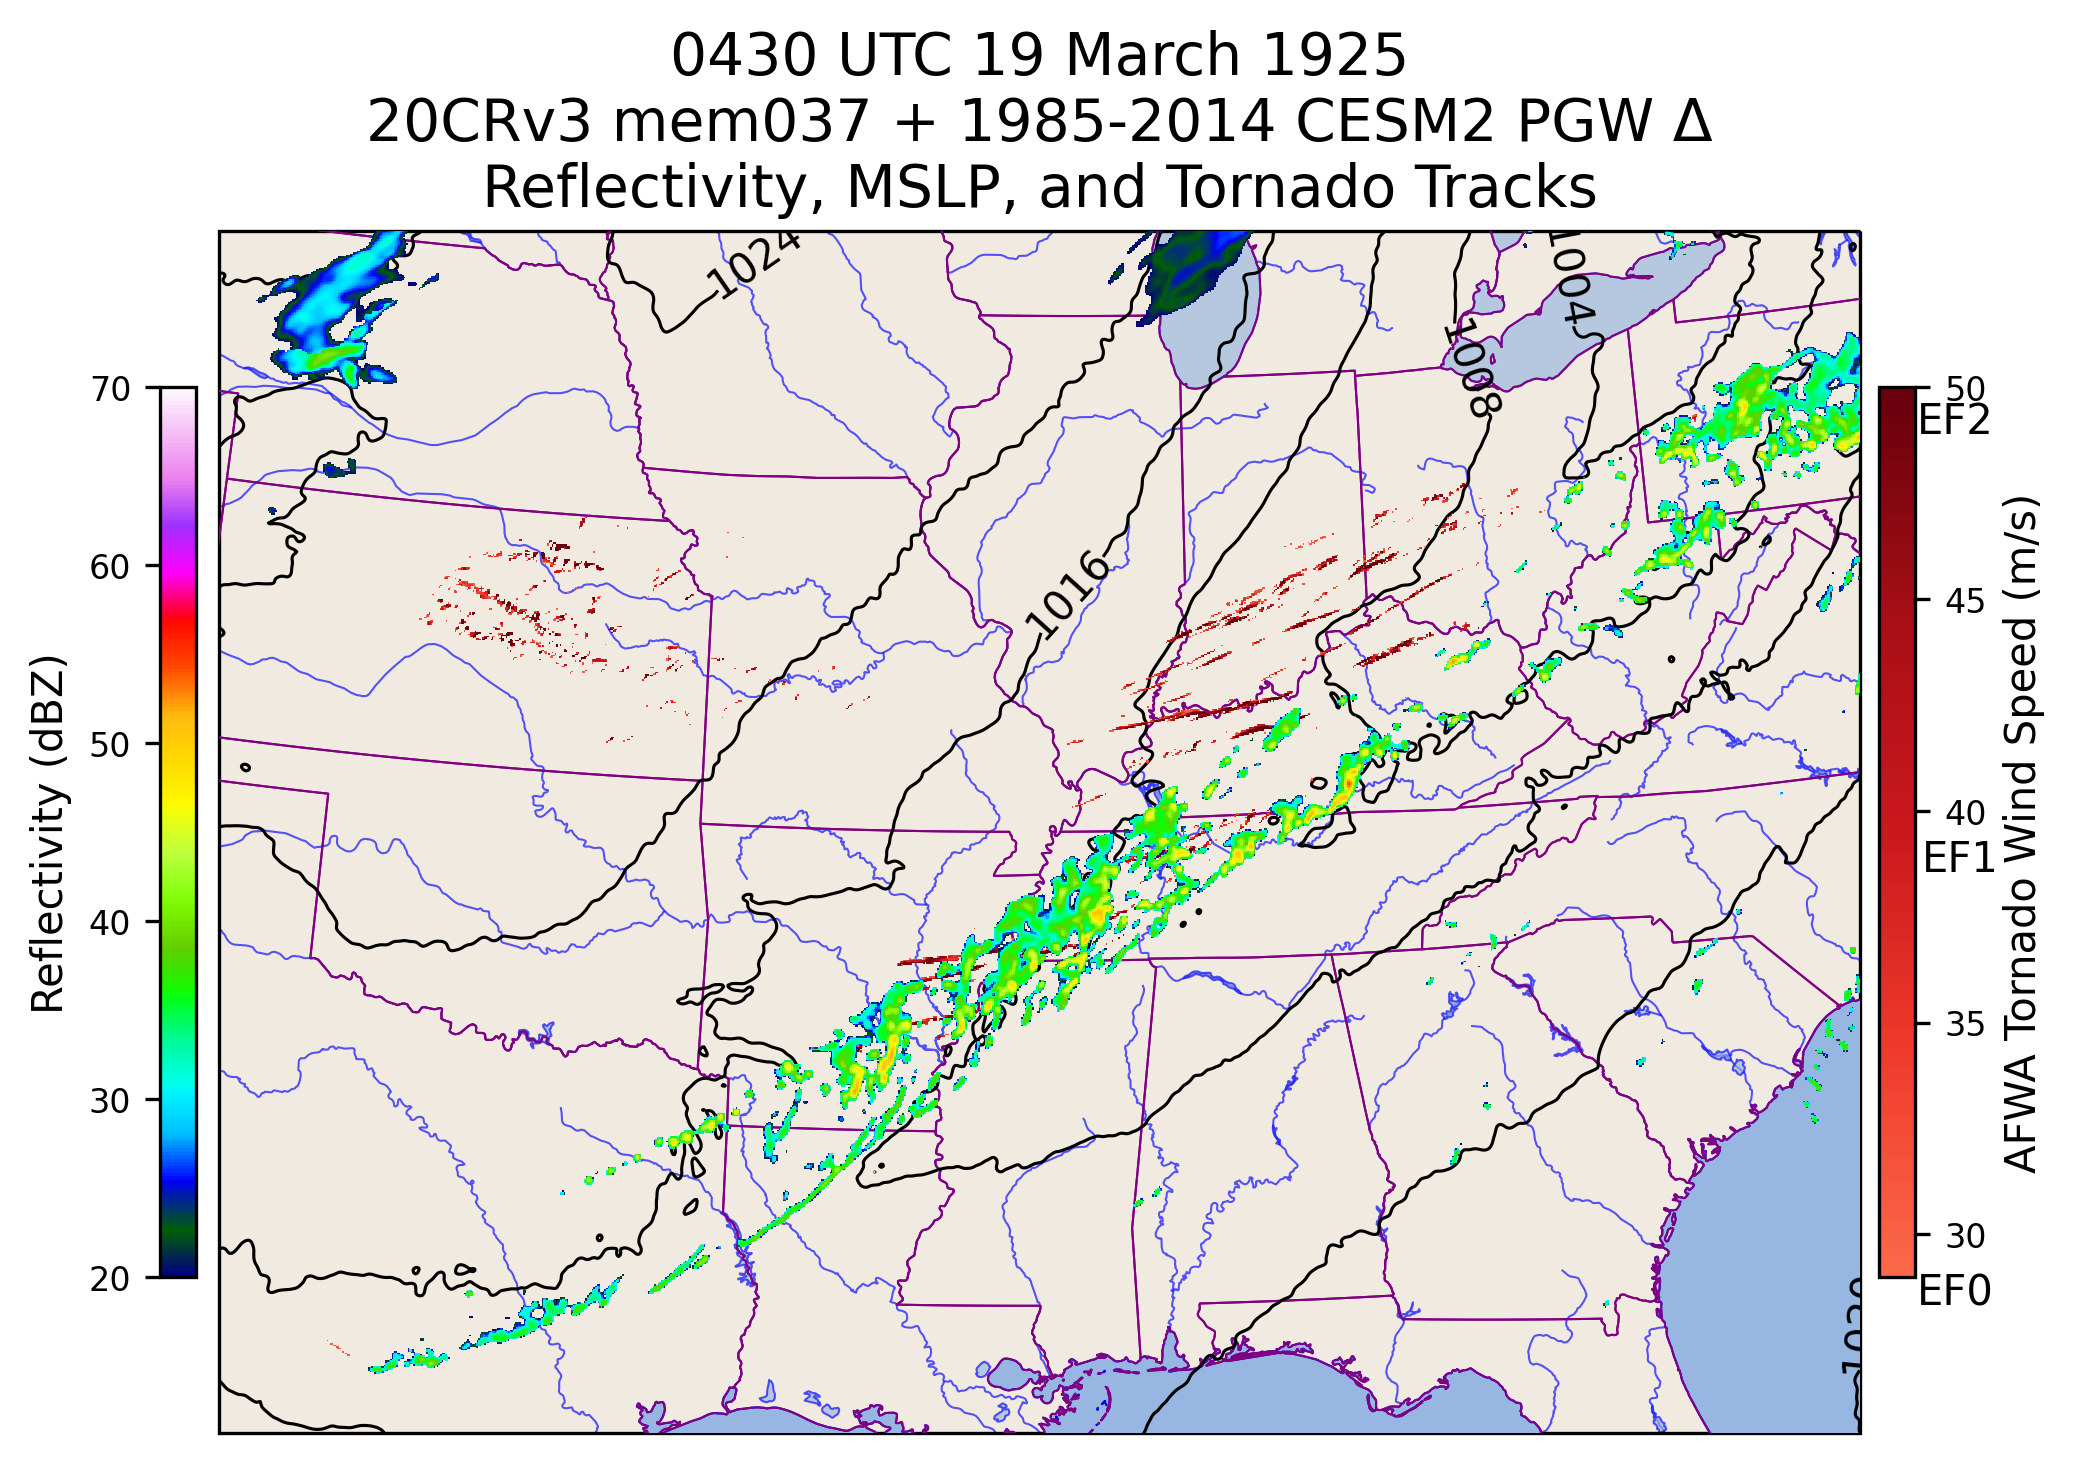 0430 UTC 19 March 1925
20CRv3 mem037 + 1985-2014 CESM2 PGW Δ
Reflectivity, MSLP, and Tornado Tracks
1024
1004
1008
1016
1020
70
60
50
40
30
20
Reflectivity (dBZ)
50
EF2
45
40
EF1
35
30
EF0
AFWA Tornado Wind Speed (m/s)